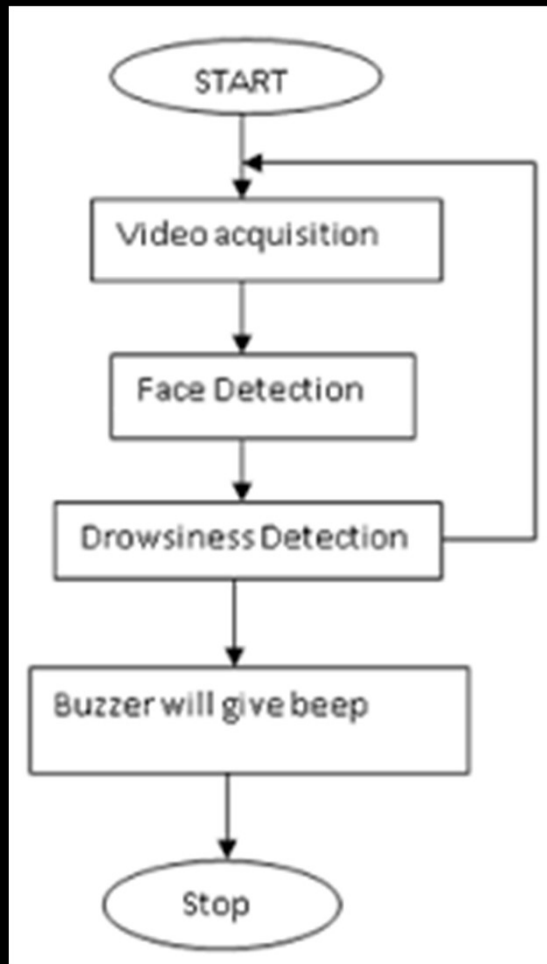 START
Video acquisition
Face Detection
Drowsiness Detection
Buzzer will give beep
Stop